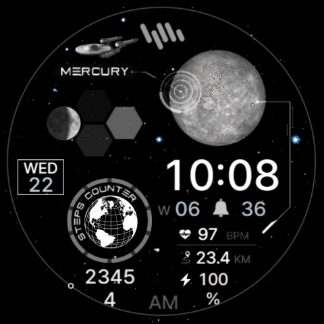 MERCURY
10:08
WED
22
W 06 36
STEPS COUNTER
97 BPM
23.4 KM
2345
100
4 AM %